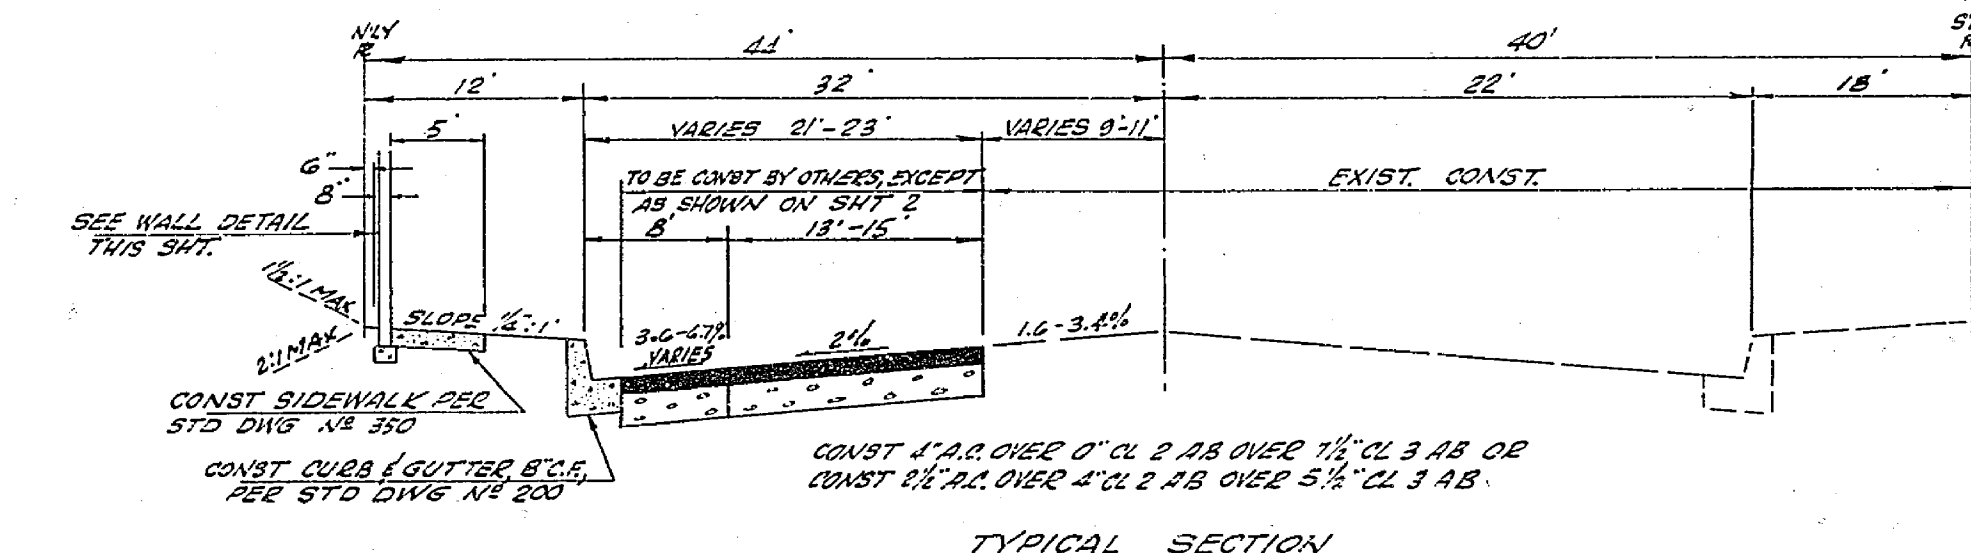 N'LY
44'
40'
12'
32'
22'
18'
5'
VARIES 21'-23'
VARIES 9'-11'
6"
8"
TO BE CONST BY OTHERS, EXCEPT
AS SHOWN ON SHT 2
EXIST. CONST.
SEE WALL DETAIL
THIS SHT.
8'
13'-15'
1½:1 MAX
SLOPE ¼":1'
2:1 MAX
3.6-6.7%
VARIES
2%
1.6-3.4%
CONST SIDEWALK PER
STD DWG Nº 350
CONST CURB & GUTTER, 8" C.F.,
PER STD DWG Nº 200
CONST 4" A.C. OVER 0" CL 2 AB OVER 7½" CL 3 AB OR
CONST 2½" A.C. OVER 4" CL 2 AB OVER 5½" CL 3 AB.
TYPICAL SECTION